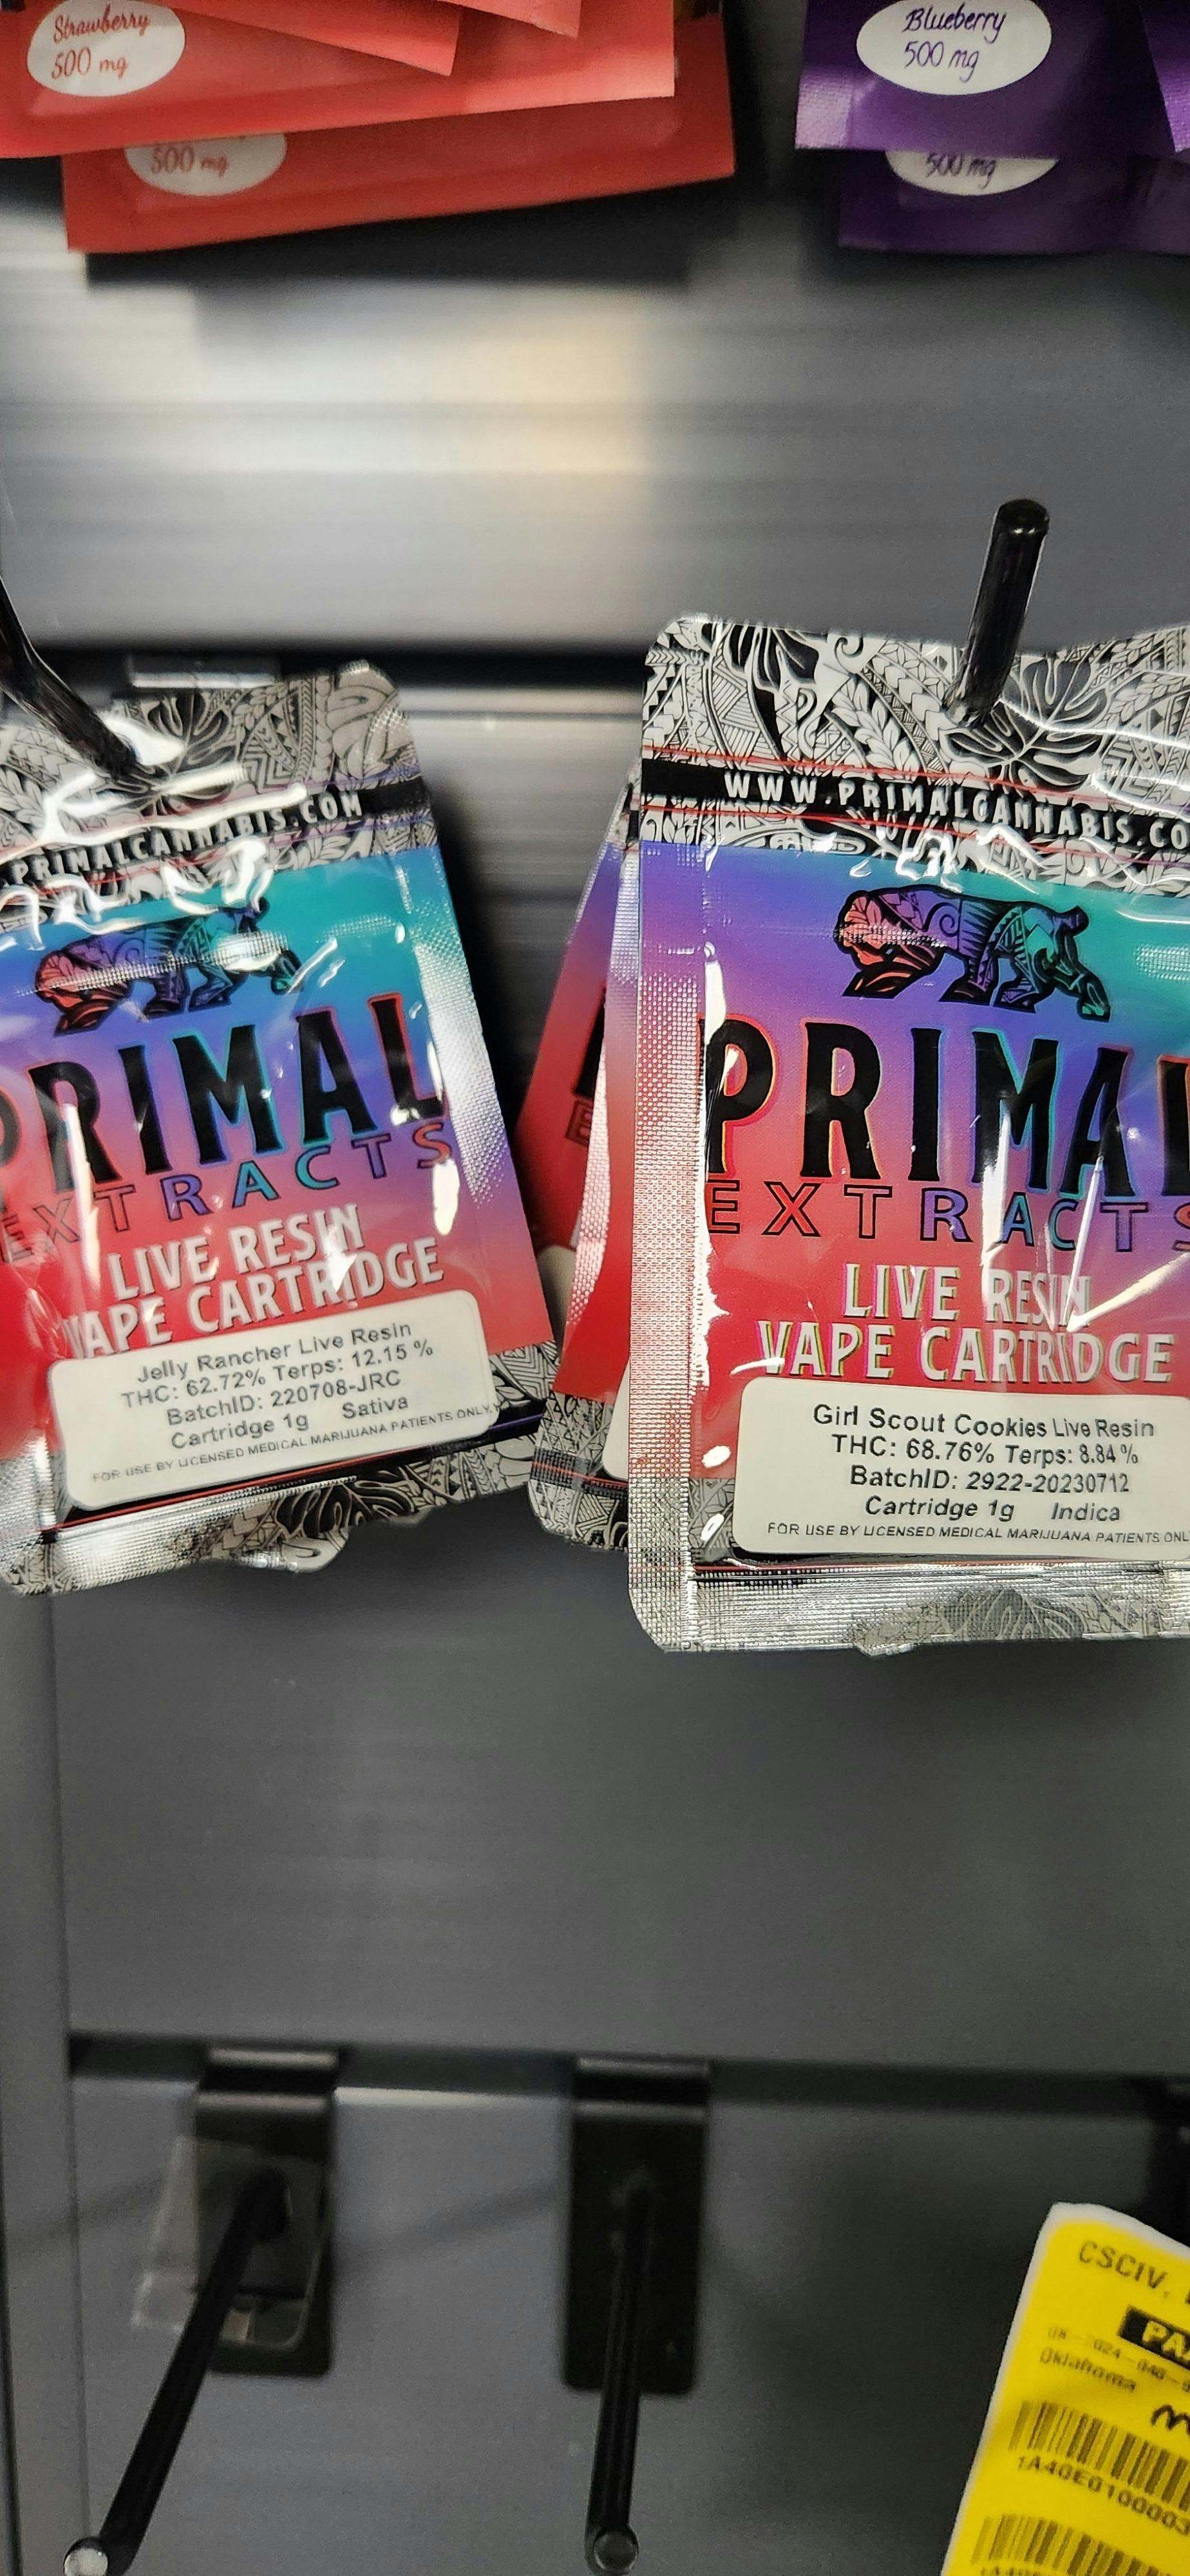 Strawberry
500 mg
500 mg
Blueberry
500 mg
500 mg
PRIMALCANNABIS.COM
PRIMAL
EXTRACTS
LIVE RESIN
VAPE CARTRIDGE
Jelly Rancher Live Resin
THC: 62.72% Terps: 12.15 %
BatchID: 220708-JRC
Cartridge 1g Sativa
FOR USE BY LICENSED MEDICAL MARIJUANA PATIENTS ONLY.
WWW.PRIMALCANNABIS.CO
PRIMAL
EXTRACTS
LIVE RESIN
VAPE CARTRIDGE
Girl Scout Cookies Live Resin
THC: 68.76% Terps: 8.84 %
BatchID: 2922-20230712
Cartridge 1g Indica
FOR USE BY LICENSED MEDICAL MARIJUANA PATIENTS ONL
CSCIV,
PA
Oklahoma
1A40E0100003